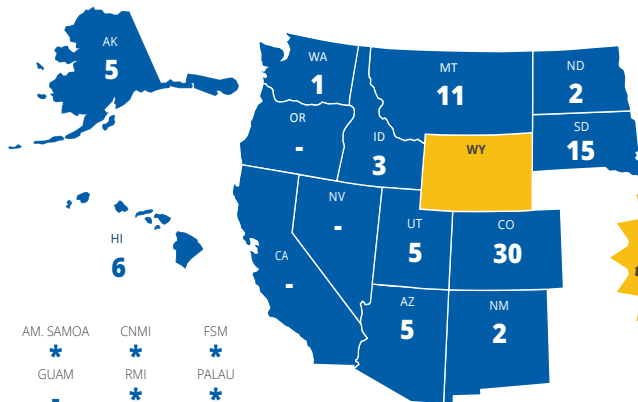 AK
5
WA
1
MT
11
ND
2
OR
-
ID
3
WY
SD
15
HI
6
NV
-
CA
-
UT
5
CO
30
AZ
5
NM
2
AM. SAMOA
*
CNMI
*
FSM
*
GUAM
-
RMI
*
PALAU
*